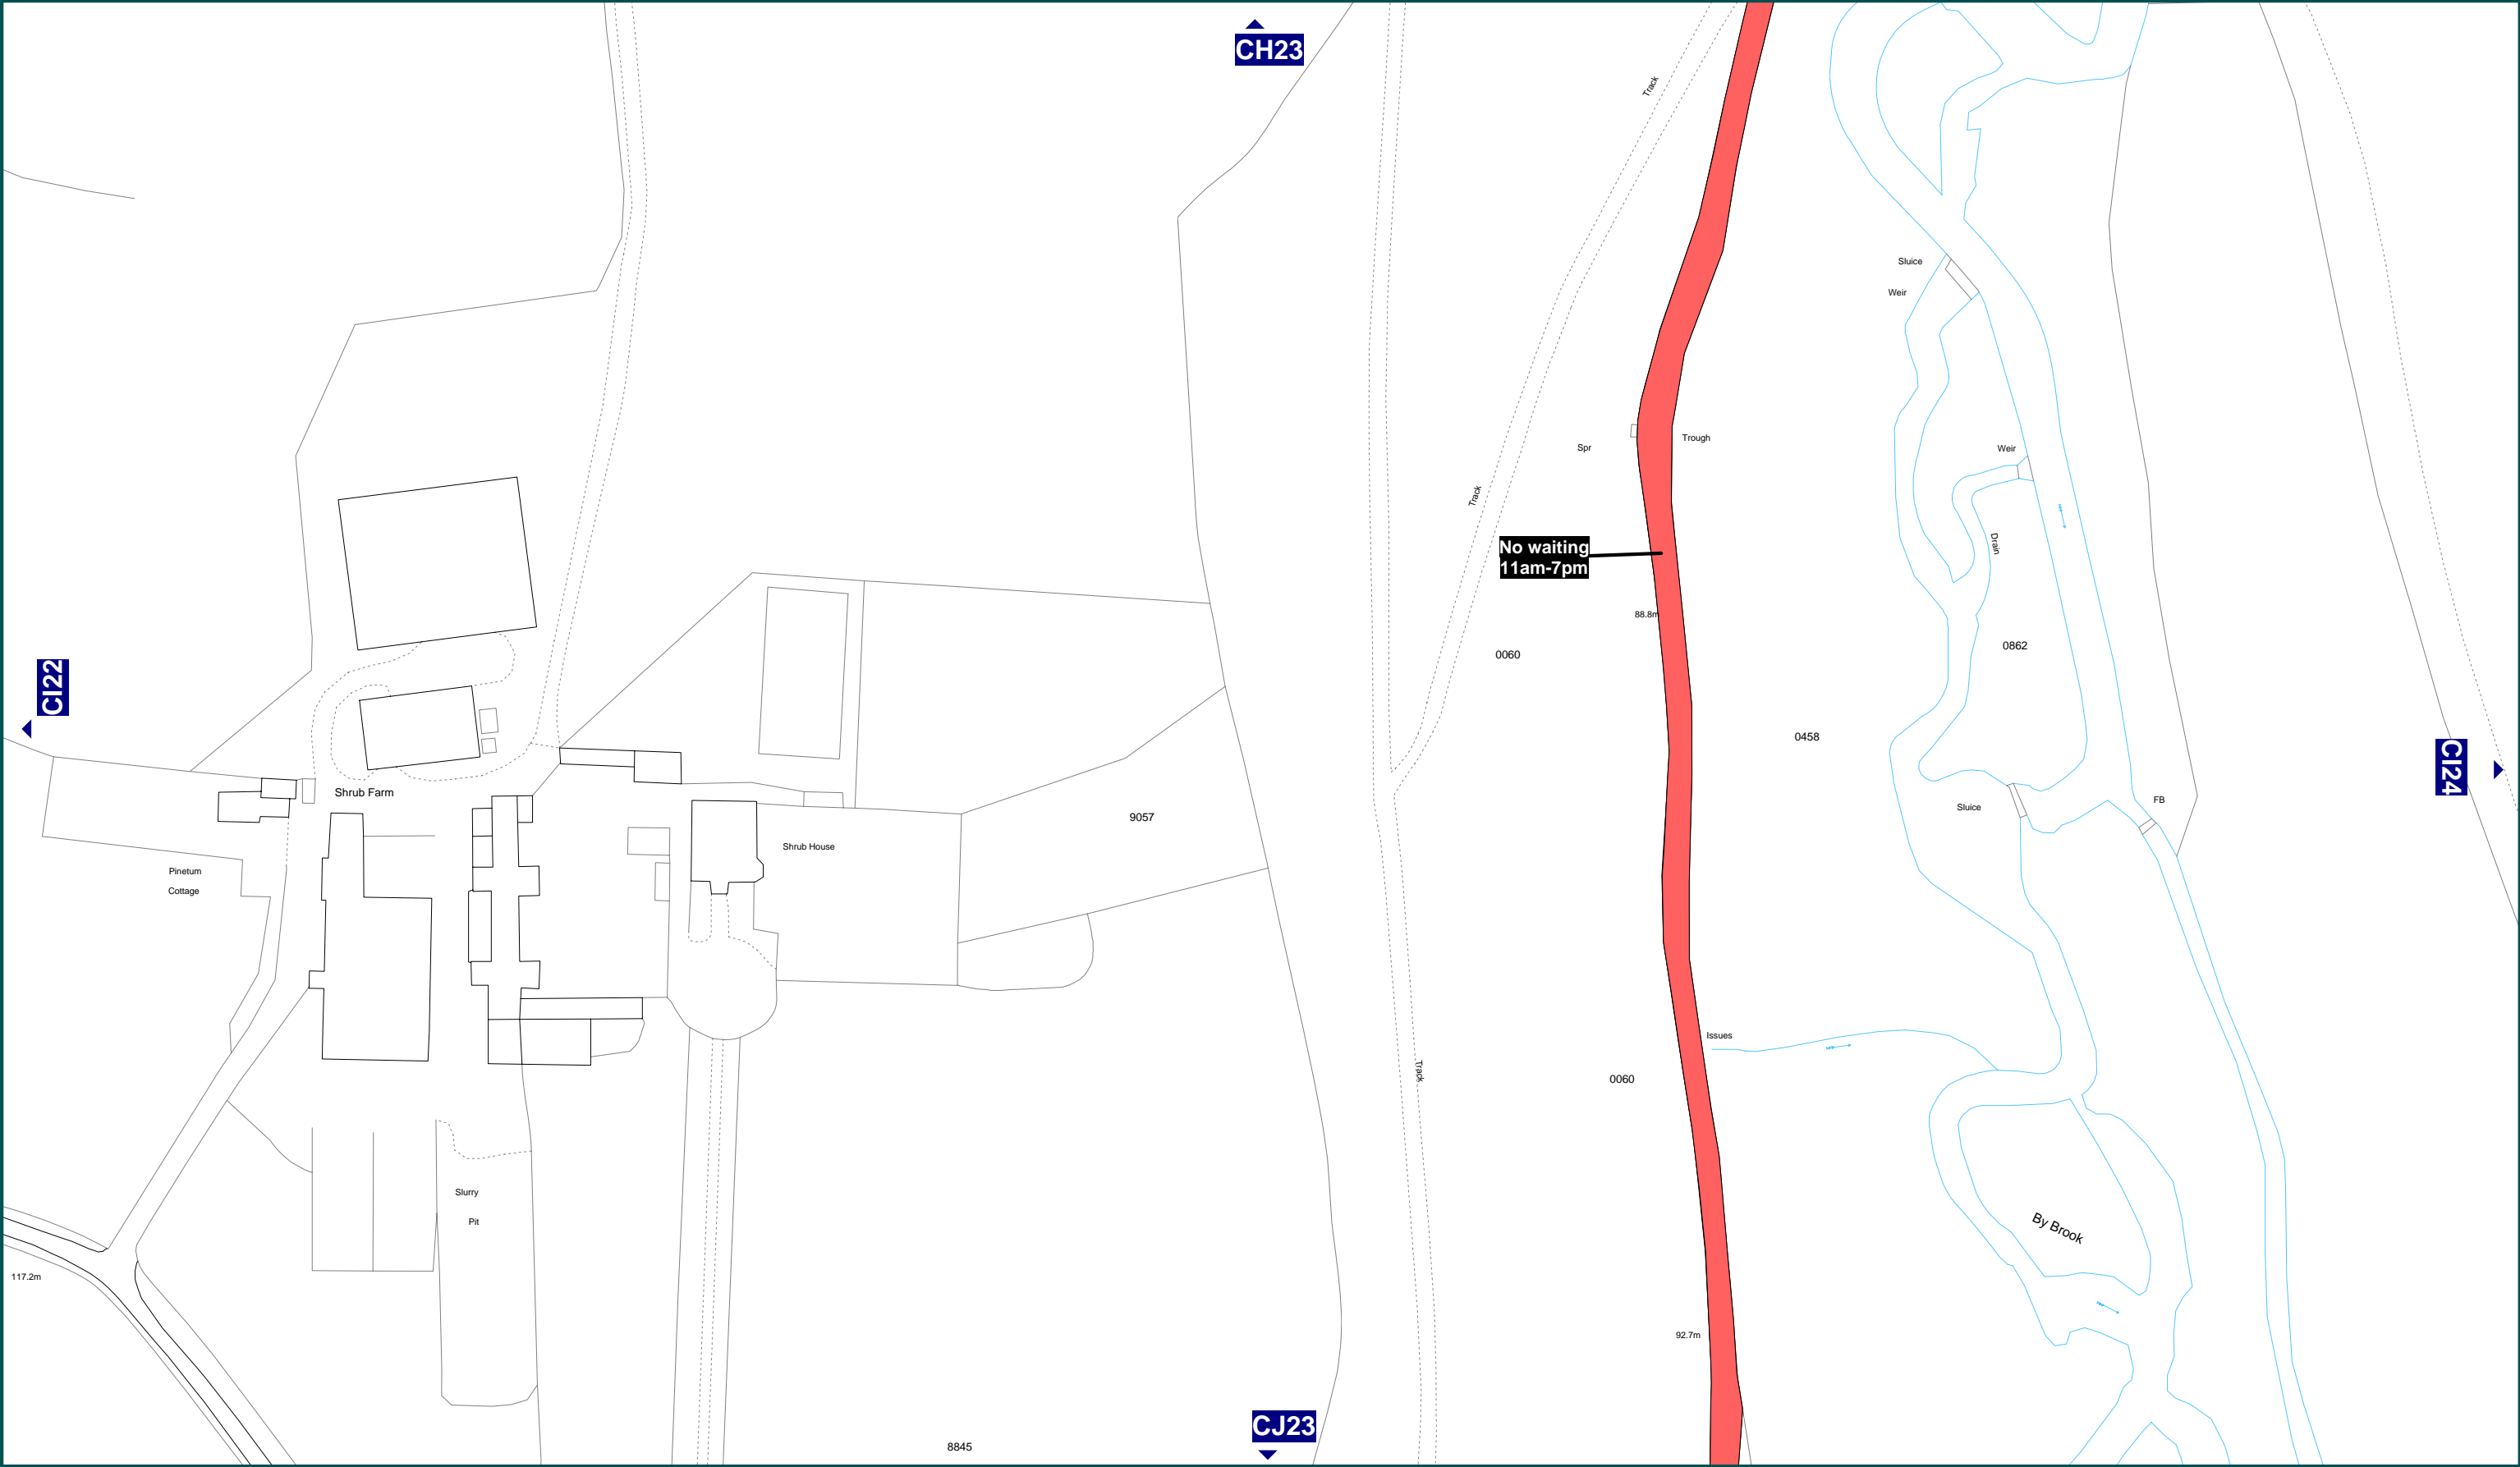 CH23
Track
Sluice
Weir
Spr
Trough
Weir
Track
Drain
No waiting
11am-7pm
88.8m
0060
0862
CI22
0458
CI24
Shrub Farm
FB
Sluice
9057
Shrub House
Pinetum
Cottage
Issues
Track
0060
Slurry
Pit
By Brook
117.2m
92.7m
CJ23
8845